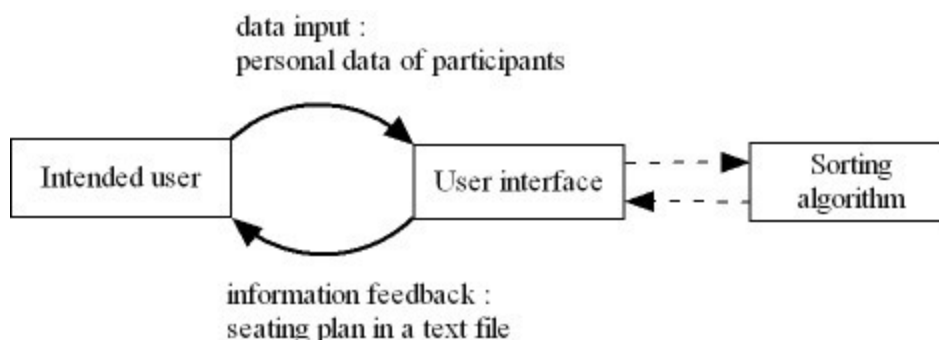 data input :
personal data of participants
Intended user
User interface
Sorting
algorithm
information feedback :
seating plan in a text file